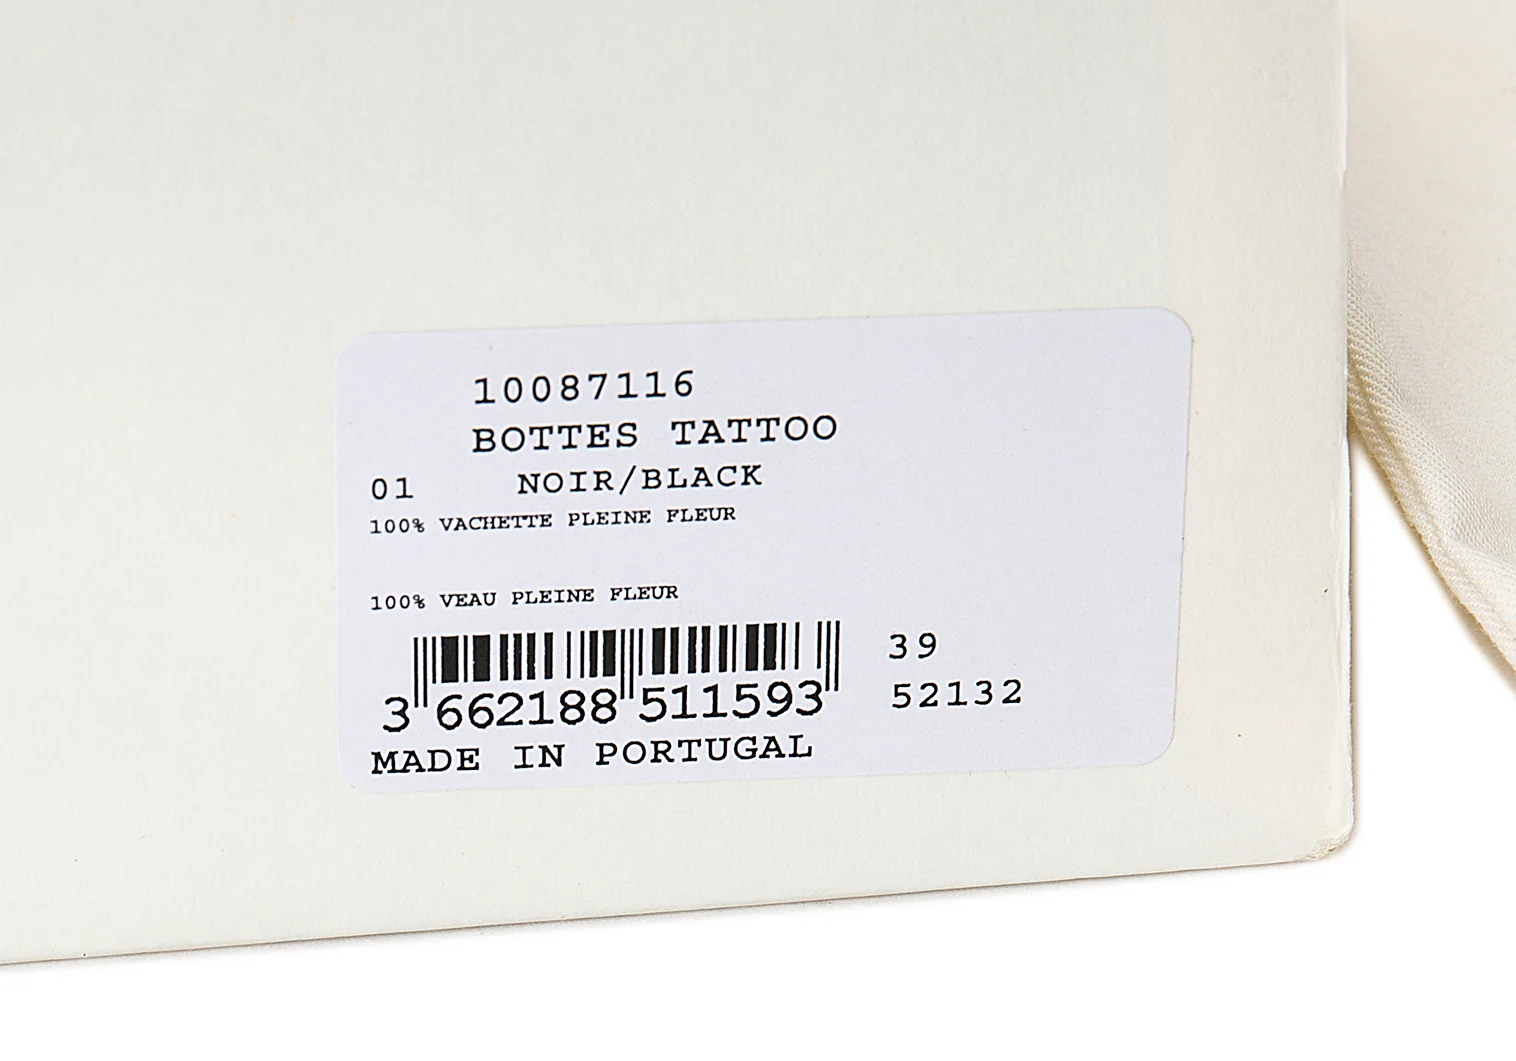 10087116
BOTTES TATTOO
01 NOIR/BLACK
100% VACHETTE PLEINE FLEUR
100% VEAU PLEINE FLEUR
39
3 662188 511593 52132
MADE IN PORTUGAL